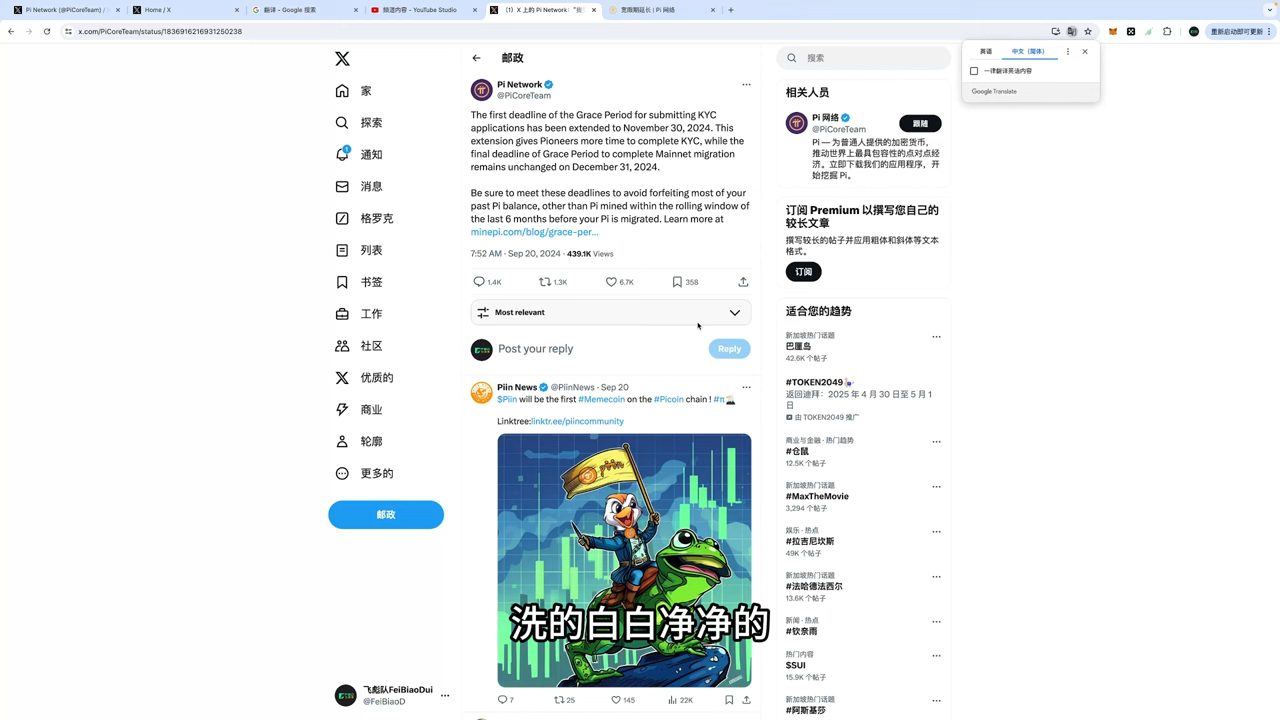 Pi Network (@PiCoreTeam) /
Home / X
翻译 - Google 搜索
频道内容 - YouTube Studio
(1) X 上的 Pi Network:
宽限期延长 | Pi 网络
x.com/PiCoreTeam/status/1836916216931250238
重新启动即可更新
英语
中文（简体）
一律翻译英语内容
Google Translate
家
探索
1
通知
消息
格罗克
列表
书签
工作
社区
优质的
商业
轮廓
更多的
邮政
飞彪队FeiBiaoDui
@FeiBiaoD
邮政
Pi Network
@PiCoreTeam
The first deadline of the Grace Period for submitting KYC
applications has been extended to November 30, 2024. This
extension gives Pioneers more time to complete KYC, while the
final deadline of Grace Period to complete Mainnet migration
remains unchanged on December 31, 2024.
Be sure to meet these deadlines to avoid forfeiting most of your
past Pi balance, other than Pi mined within the rolling window of
the last 6 months before your Pi is migrated. Learn more at
minepi.com/blog/grace-per...
7:52 AM · Sep 20, 2024 · 439.1K Views
1.4K 1.3K 6.7K 358
Most relevant
Post your reply
Reply
Piin News @PiinNews · Sep 20
$Piin will be the first #Memecoin on the #Picoin chain ! #π
Linktree:linktr.ee/piincommunity
piin
洗的白白净净的
7 25 145 22K
搜索
相关人员
Pi 网络
@PiCoreTeam
跟随
Pi — 为普通人提供的加密货币，
推动世界上最具包容性的点对点经
济。立即下载我们的应用程序，开
始挖掘 Pi。
订阅 Premium 以撰写您自己的
较长文章
撰写较长的帖子并应用粗体和斜体等文本
格式。
订阅
适合您的趋势
新加坡热门话题
巴厘岛
42.6K 个帖子
#TOKEN2049
返回迪拜：2025 年 4 月 30 日至 5 月 1
日
由 TOKEN2049 推广
商业与金融 · 热门趋势
#仓鼠
12.5K 个帖子
新加坡热门话题
#MaxTheMovie
3,294 个帖子
娱乐 · 热点
#拉吉尼坎斯
49K 个帖子
新加坡热门话题
#法哈德法西尔
13.6K 个帖子
新闻 · 热点
#钦奈雨
热门内容
$SUI
15.9K 个帖子
新加坡热门话题
#阿斯基莎